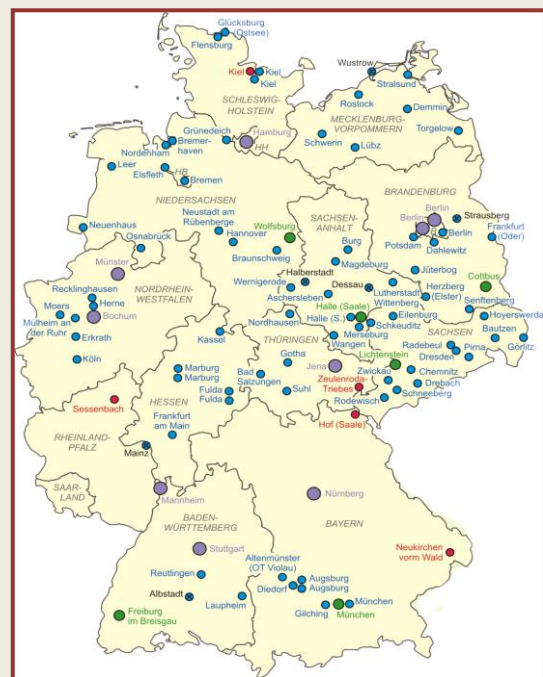 Glücksburg
(Ostsee)
Flensburg
Kiel
Kiel
Kiel
SCHLESWIG-
HOLSTEIN
Wustrow
Stralsund
Rostock
Demmin
MECKLENBURG-
VORPOMMERN
Torgelow
Schwerin
Lübz
Grünedeich
Hamburg
HH
Nordenham
Bremer-
haven
Leer
Elsfleth
HB
Bremen
NIEDERSACHSEN
Neuenhaus
Osnabrück
Neustadt am
Rübenberge
Hannover
Wolfsburg
Braunschweig
SACHSEN-
ANHALT
Burg
Magdeburg
BRANDENBURG
Berlin
Berlin
Berlin
Strausberg
Frankfurt
(Oder)
Potsdam
Dahlewitz
Jüterbog
Cottbus
Halberstadt
Wernigerode
Aschersleben
Dessau
Lutherstadt
Wittenberg
Herzberg
(Elster)
Senftenberg
Hoyerswerda
Münster
NORDRHEIN-
WESTFALEN
Recklinghausen
Herne
Moers
Bochum
Mülheim an
der Ruhr
Erkrath
Köln
Kassel
Nordhausen
Halle (Saale)
Halle (S.)
Merseburg
Wangen
Schkeuditz
Eilenburg
SACHSEN
Bautzen
Görlitz
Radebeul
Dresden
Pirna
THÜRINGEN
Gotha
Jena
Lichtenstein
Zwickau
Chemnitz
Drebach
Schneeberg
Rodewisch
Zeulenroda-
Triebes
Hof (Saale)
Marburg
Marburg
Bad
Salzungen
Suhl
Fulda
Fulda
HESSEN
Frankfurt
am Main
Sessenbach
RHEINLAND-
PFALZ
Mainz
SAAR-
LAND
Mannheim
Nürnberg
BADEN-
WÜRTTEMBERG
BAYERN
Stuttgart
Neukirchen
vorm Wald
Reutlingen
Altenmünster
(OT Violau)
Augsburg
Augsburg
Diedorf
Albstadt
Laupheim
Freiburg
im Breisgau
Gilching
München
München